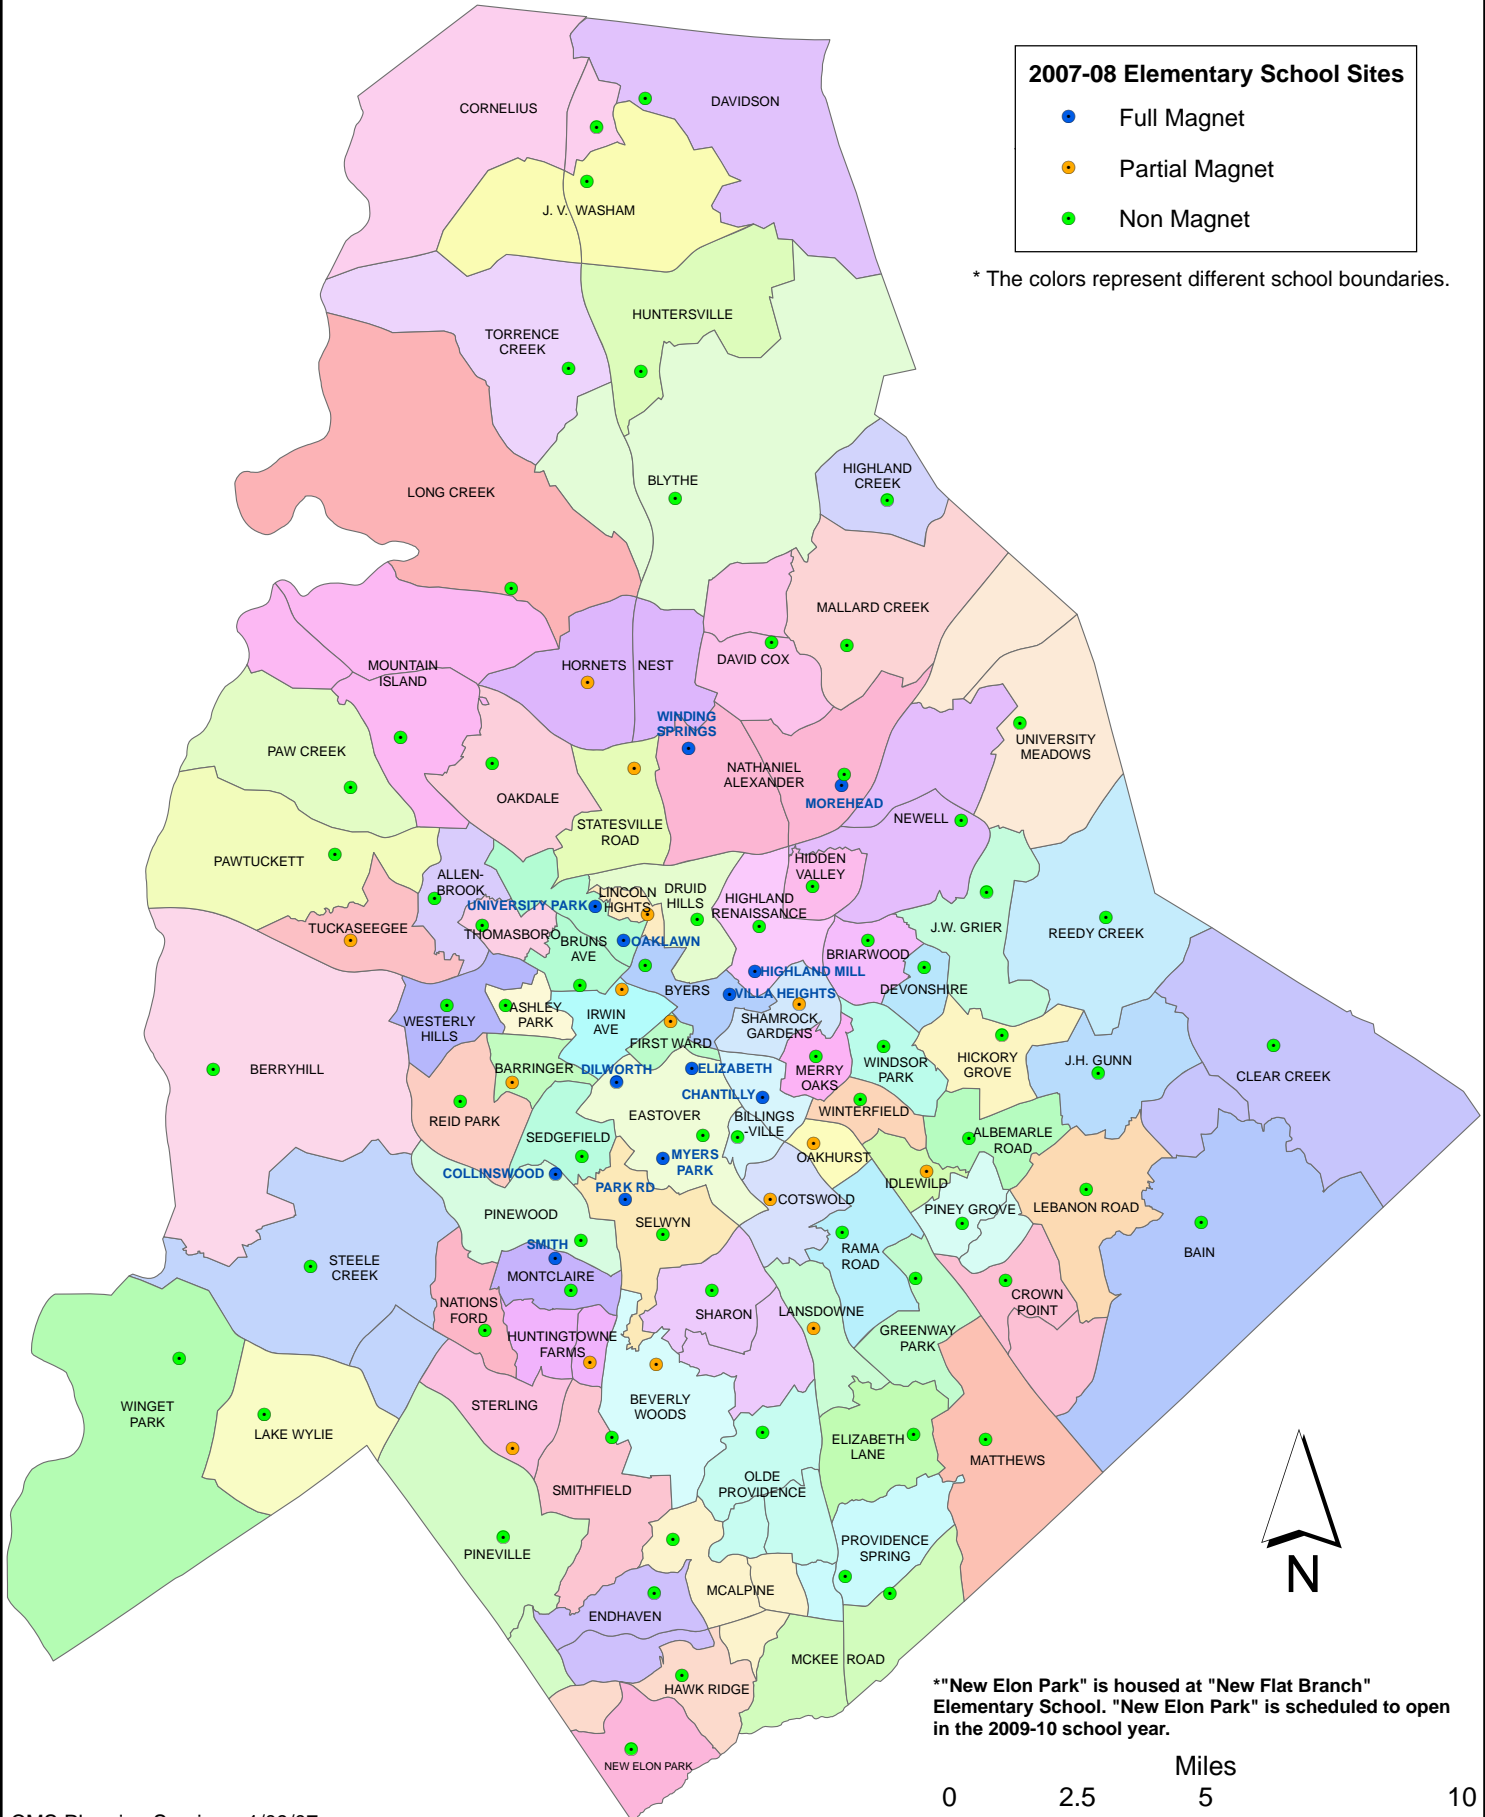 2007-08 Elementary School Sites
Full Magnet
Partial Magnet
Non Magnet
* The colors represent different school boundaries.
CORNELIUS
DAVIDSON
J. V. WASHAM
HUNTERSVILLE
TORRENCE
CREEK
LONG CREEK
BLYTHE
HIGHLAND
CREEK
MALLARD CREEK
DAVID COX
HORNETS NEST
MOUNTAIN
ISLAND
WINDING
SPRINGS
PAW CREEK
OAKDALE
NATHANIEL
ALEXANDER
MOREHEAD
UNIVERSITY
MEADOWS
STATESVILLE
ROAD
NEWELL
PAWTUCKETT
ALLEN-
BROOK
HIDDEN
VALLEY
UNIVERSITY PARK
LINCOLN
HGHTS
DRUID
HILLS
HIGHLAND
RENAISSANCE
TUCKASEEGEE
THOMASBORO
BRUNS
AVE
OAKLAWN
BRIARWOOD
J.W. GRIER
REEDY CREEK
HIGHLAND MILL
DEVONSHIRE
BYERS
VILLA HEIGHTS
WESTERLY
HILLS
ASHLEY
PARK
IRWIN
AVE
SHAMROCK
GARDENS
FIRST WARD
BERRYHILL
BARRINGER
DILWORTH
ELIZABETH
MERRY
OAKS
WINDSOR
PARK
HICKORY
GROVE
J.H. GUNN
CLEAR CREEK
CHANTILLY
REID PARK
EASTOVER
BILLINGS
-VILLE
WINTERFIELD
SEDGEFIELD
ALBEMARLE
ROAD
OAKHURST
MYERS
PARK
COLLINSWOOD
PARK RD
COTSWOLD
IDLEWILD
PINEY GROVE
LEBANON ROAD
PINEWOOD
SELWYN
BAIN
SMITH
RAMA
ROAD
STEELE
CREEK
MONTCLAIRE
NATIONS
FORD
SHARON
LANSDOWNE
CROWN
POINT
HUNTINGTOWNE
FARMS
GREENWAY
PARK
WINGET
PARK
LAKE WYLIE
STERLING
BEVERLY
WOODS
ELIZABETH
LANE
MATTHEWS
SMITHFIELD
OLDE
PROVIDENCE
PINEVILLE
PROVIDENCE
SPRING
MCALPINE
ENDHAVEN
MCKEE ROAD
HAWK RIDGE
NEW ELON PARK
N
*"New Elon Park" is housed at "New Flat Branch"
Elementary School. "New Elon Park" is scheduled to open
in the 2009-10 school year.
Miles
0 2.5 5 10